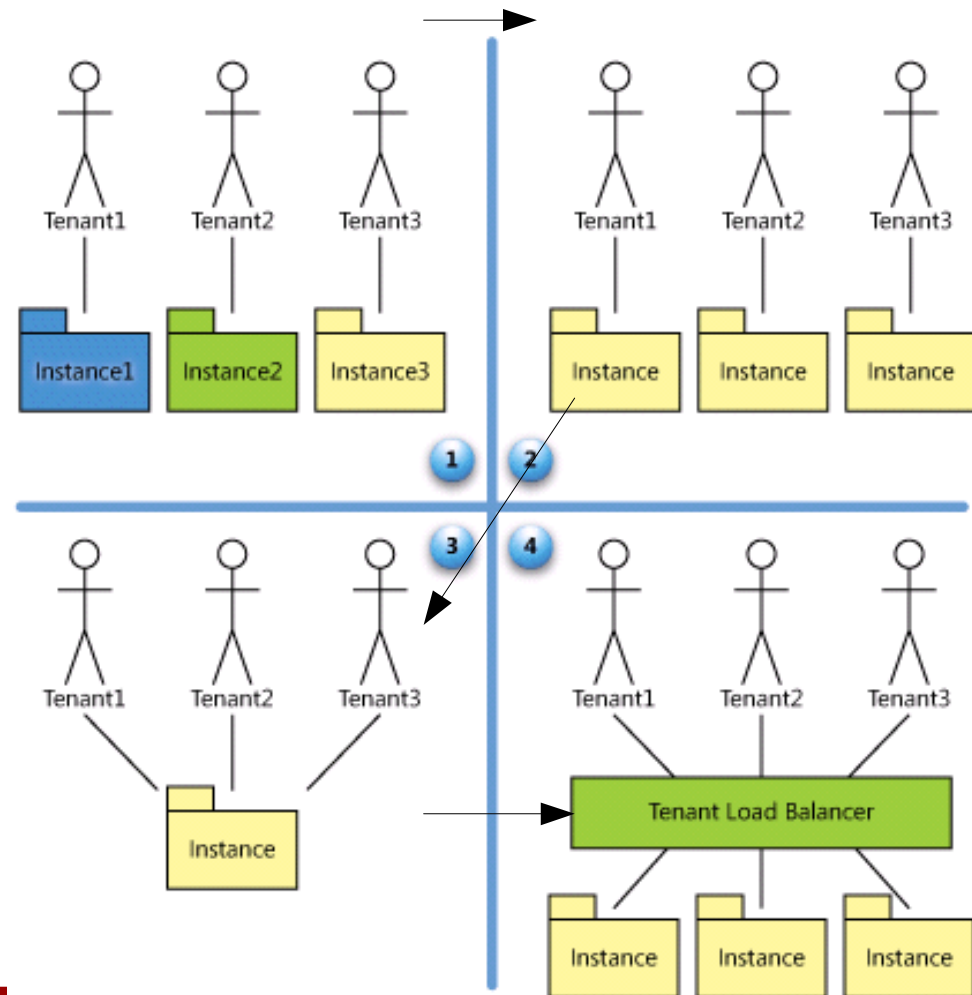 Tenant1 Tenant2 Tenant3
Instance1 Instance2 Instance3
1
Tenant1 Tenant2 Tenant3
Instance Instance Instance
2
3
Tenant1 Tenant2 Tenant3
Instance
4
Tenant1 Tenant2 Tenant3
Tenant Load Balancer
Instance Instance Instance